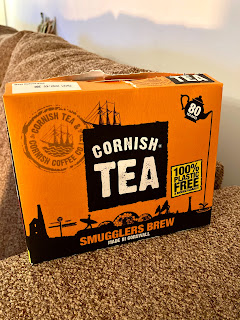 CORNISH TEA &
CORNISH COFFEE CO
80
CORNISH®
TEA
100%
PLASTIC
FREE
SMUGGLERS BREW
MADE IN CORNWALL